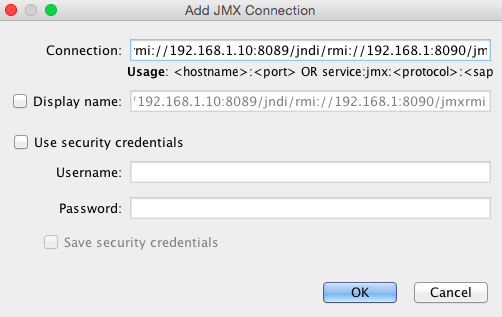 Add JMX Connection
Connection: rmi://192.168.1.10:8089/jndi/rmi://192.168.1:8090/jm
Usage: <hostname>:<port> OR service:jmx:<protocol>:<sap
Display name: '192.168.1.10:8089/jndi/rmi://192.168.1:8090/jmxrmi
Use security credentials
Username:
Password:
Save security credentials
OK Cancel